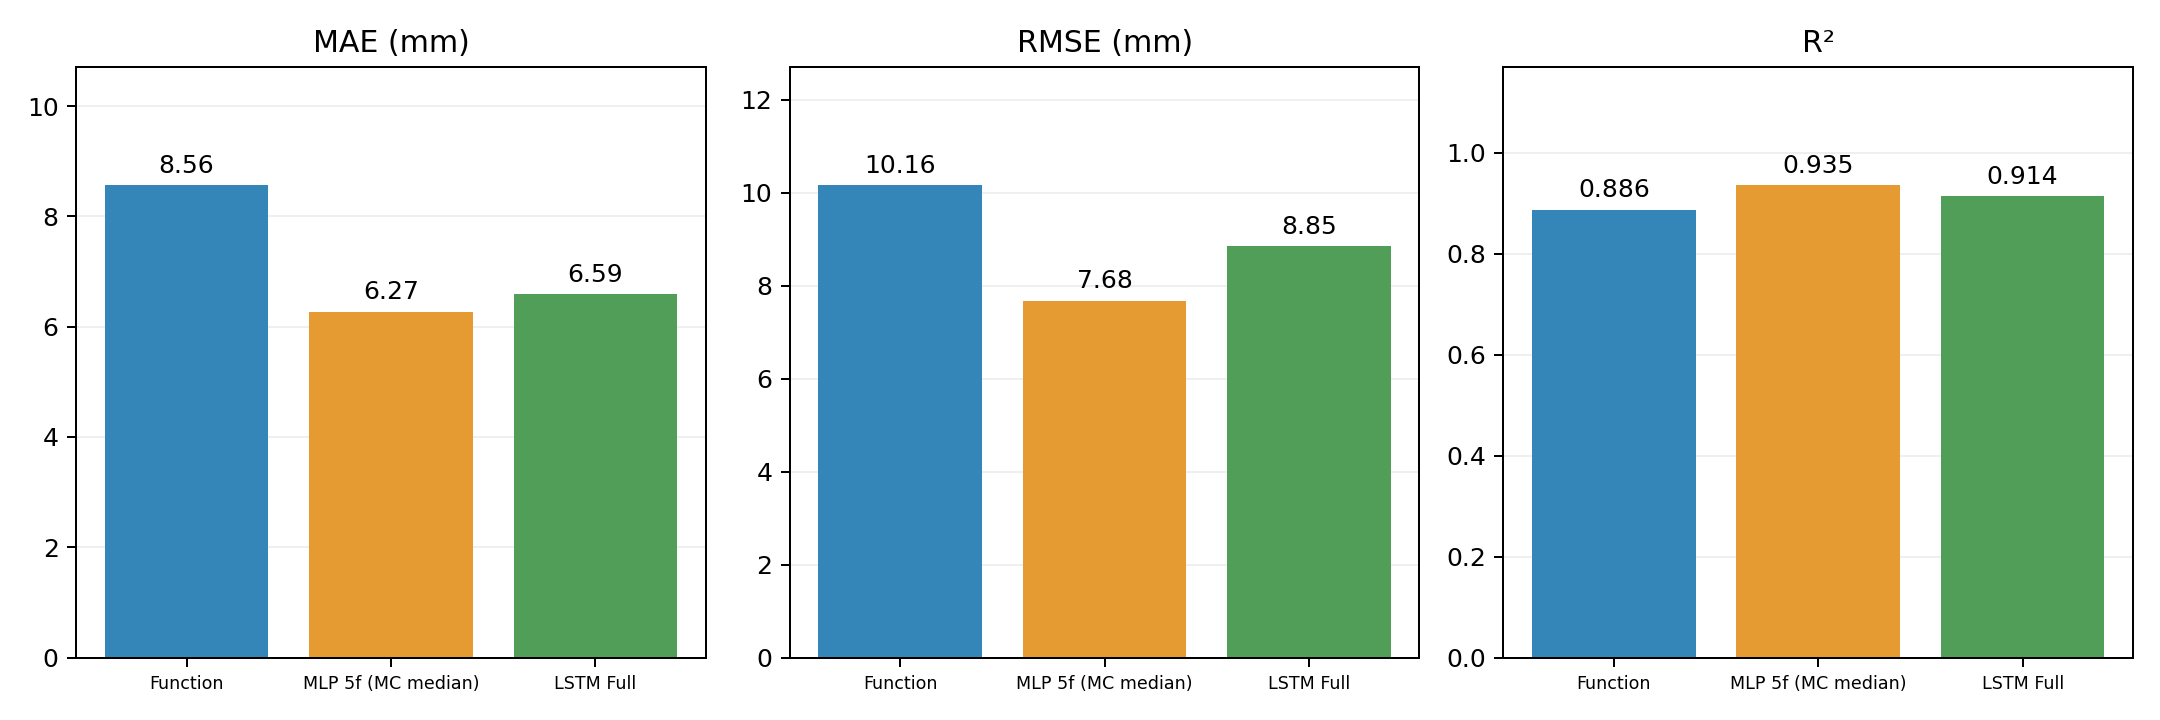 MAE (mm)
10
8
6
4
2
0
8.56
6.27
6.59
Function
MLP 5f (MC median)
LSTM Full
RMSE (mm)
12
10
8
6
4
2
0
10.16
7.68
8.85
Function
MLP 5f (MC median)
LSTM Full
R²
1.0
0.8
0.6
0.4
0.2
0.0
0.886
0.935
0.914
Function
MLP 5f (MC median)
LSTM Full